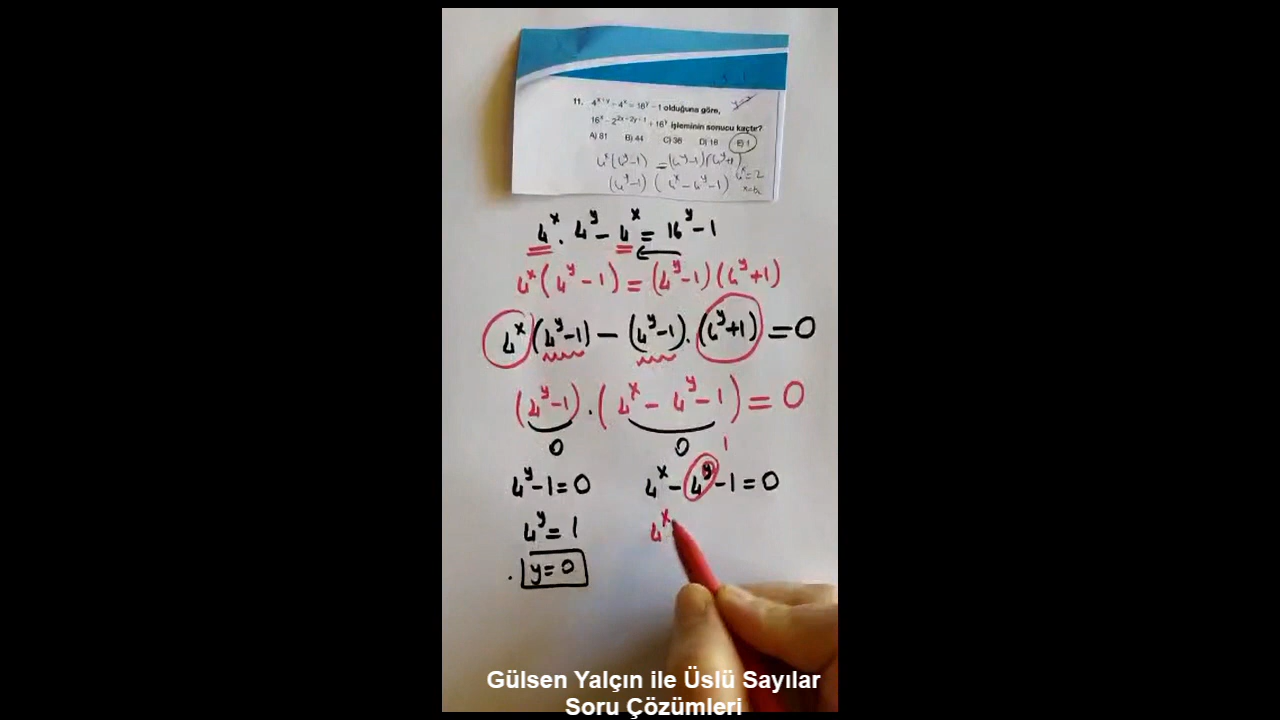 11. 4^{x+y} - 4^x = 16^y - 1 olduğuna göre,
16^x - 2^{2x+2y+1} + 16^y işleminin sonucu kaçtır?
A) 81 B) 44 C) 36 D) 16 E) 1
4^x(4^y-1) = (4^y-1)(4^y+1)
(4^y-1) (4^x-4^y-1) 4^x=2
4^x . 4^y - 4^x = 16^y - 1
4^x(4^y-1) = (4^y-1)(4^y+1)
4^x(4^y-1) - (4^y-1).(4^y+1) = 0
(4^y-1).(4^x - 4^y - 1) = 0
0 0 1
4^y-1=0 4^x-4^y-1=0
4^y=1 4^x
y=0
Gülsen Yalçın ile Üslü Sayılar
Soru Çözümleri